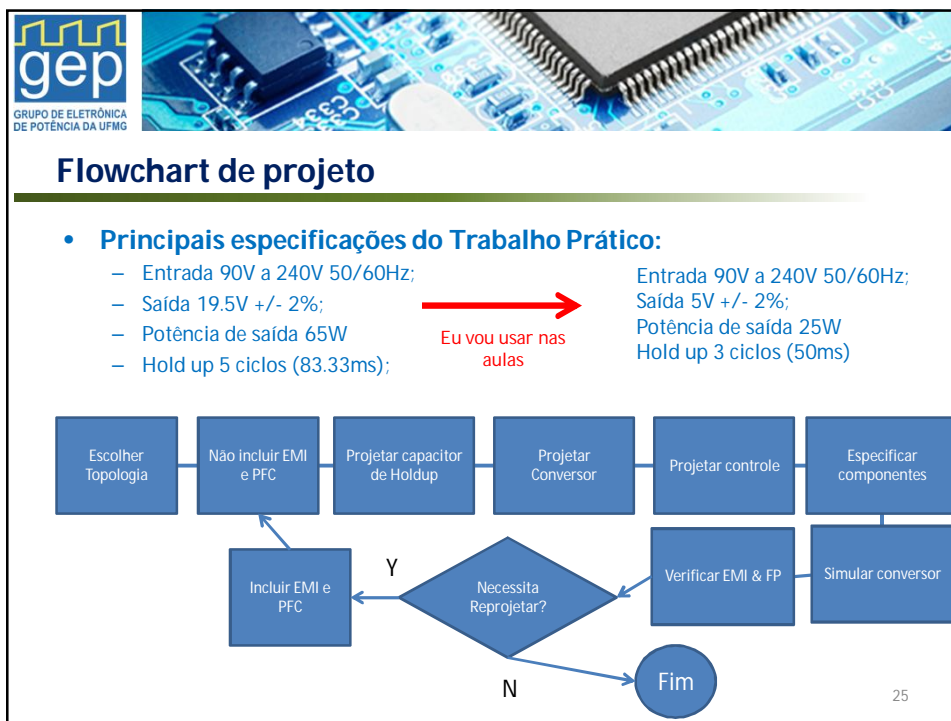 gep
GRUPO DE ELETRÔNICA
DE POTÊNCIA DA UFMG
Flowchart de projeto
• Principais especificações do Trabalho Prático:
– Entrada 90V a 240V 50/60Hz;
– Saída 19.5V +/- 2%;
– Potência de saída 65W
– Hold up 5 ciclos (83.33ms);
Eu vou usar nas
aulas
Entrada 90V a 240V 50/60Hz;
Saída 5V +/- 2%;
Potência de saída 25W
Hold up 3 ciclos (50ms)
Escolher
Topologia
Não incluir EMI
e PFC
Projetar capacitor
de Holdup
Projetar
Conversor
Projetar controle
Especificar
componentes
Simular conversor
Verificar EMI & FP
Necessita
Reprojetar?
Y
Incluir EMI e
PFC
N
Fim
25